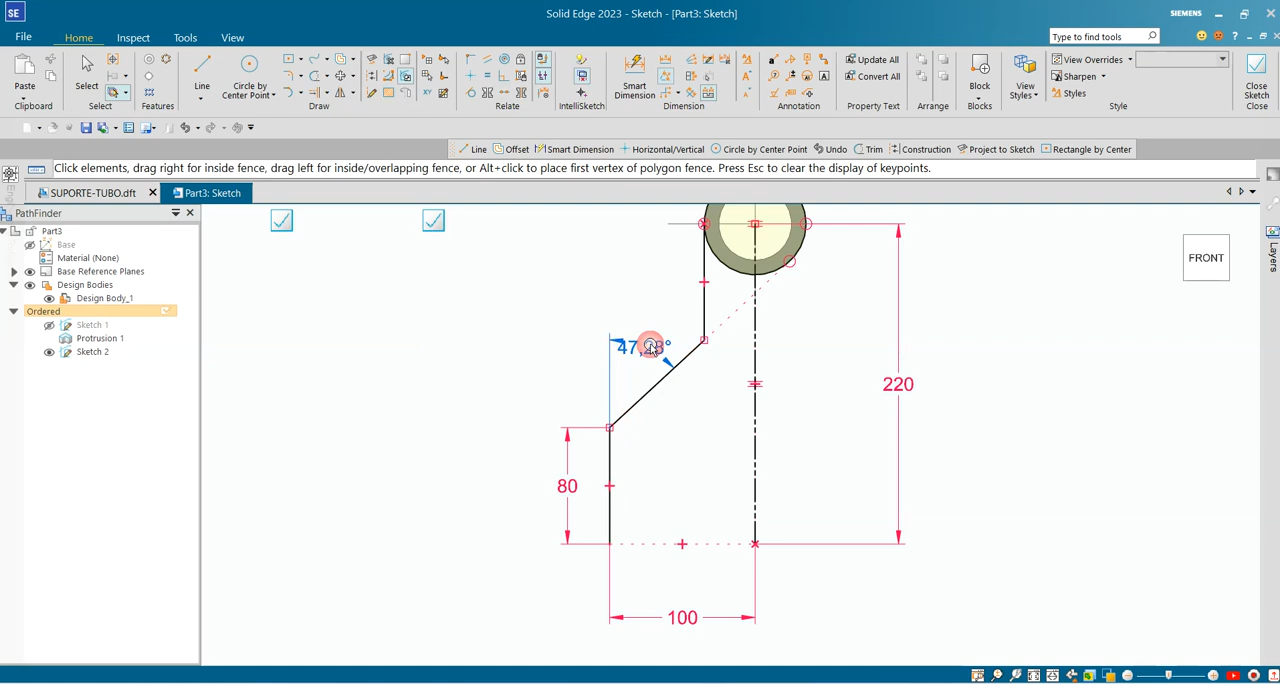 SE
Solid Edge 2023 - Sketch - [Part3: Sketch]
SIEMENS
File
Home
Inspect
Tools
View
Type to find tools
Paste
Select
Line
Circle by
Center Point
Smart
Dimension
Update All
Convert All
Block
View
Styles
View Overrides
Sharpen
Styles
Close
Sketch
Clipboard
Select
Features
Draw
Relate
IntelliSketch
Dimension
Annotation
Property Text
Arrange
Blocks
Style
Close
Line
Offset
Smart Dimension
Horizontal/Vertical
Circle by Center Point
Undo
Trim
Construction
Project to Sketch
Rectangle by Center
Click elements, drag right for inside fence, drag left for inside/overlapping fence, or Alt+click to place first vertex of polygon fence. Press Esc to clear the display of keypoints.
SUPORTE-TUBO.dft
Part3: Sketch
PathFinder
Part3
Base
Material (None)
Base Reference Planes
Design Bodies
Design Body_1
Ordered
Sketch 1
Protrusion 1
Sketch 2
FRONT
Layers
220
80
100